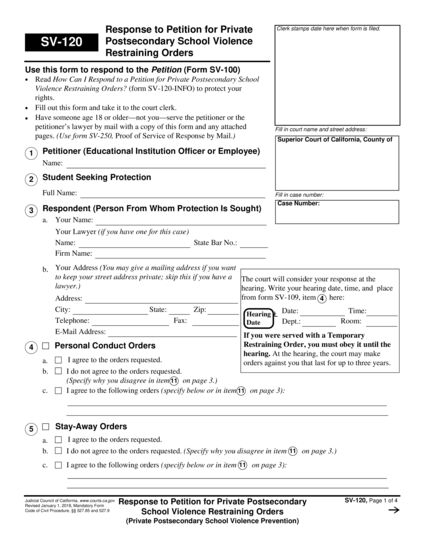 SV-120
Response to Petition for Private
Postsecondary School Violence
Restraining Orders
Clerk stamps date here when form is filed.
Use this form to respond to the Petition (Form SV-100)
• Read How Can I Respond to a Petition for Private Postsecondary School
Violence Restraining Orders? (form SV-120-INFO) to protect your
rights.
• Fill out this form and take it to the court clerk.
• Have someone age 18 or older—not you—serve the petitioner or the
petitioner's lawyer by mail with a copy of this form and any attached
pages. (Use form SV-250, Proof of Service of Response by Mail.)
Fill in court name and street address:
Superior Court of California, County of
Fill in case number:
Case Number:
1 Petitioner (Educational Institution Officer or Employee)
Name:
2 Student Seeking Protection
Full Name:
3 Respondent (Person From Whom Protection Is Sought)
a. Your Name:
Your Lawyer (if you have one for this case)
Name: State Bar No.:
Firm Name:
b. Your Address (You may give a mailing address if you want
to keep your street address private; skip this if you have a
lawyer.)
Address:
City: State: Zip:
Telephone: Fax:
E-Mail Address:
The court will consider your response at the
hearing. Write your hearing date, time, and place
from form SV-109, item 4 here:
Hearing Date
Date: Time:
Dept.: Room:
If you were served with a Temporary
Restraining Order, you must obey it until the
hearing. At the hearing, the court may make
orders against you that last for up to three years.
4 Personal Conduct Orders
a. I agree to the orders requested.
b. I do not agree to the orders requested.
(Specify why you disagree in item 11 on page 3.)
c. I agree to the following orders (specify below or in item 11 on page 3):
5 Stay-Away Orders
a. I agree to the orders requested.
b. I do not agree to the orders requested. (Specify why you disagree in item 11 on page 3.)
c. I agree to the following orders (specify below or in item 11 on page 3):
Judicial Council of California, www.courts.ca.gov
Revised January 1, 2018, Mandatory Form
Code of Civil Procedure, §§ 527.85 and 527.9
Response to Petition for Private Postsecondary
School Violence Restraining Orders
(Private Postsecondary School Violence Prevention)
SV-120, Page 1 of 4